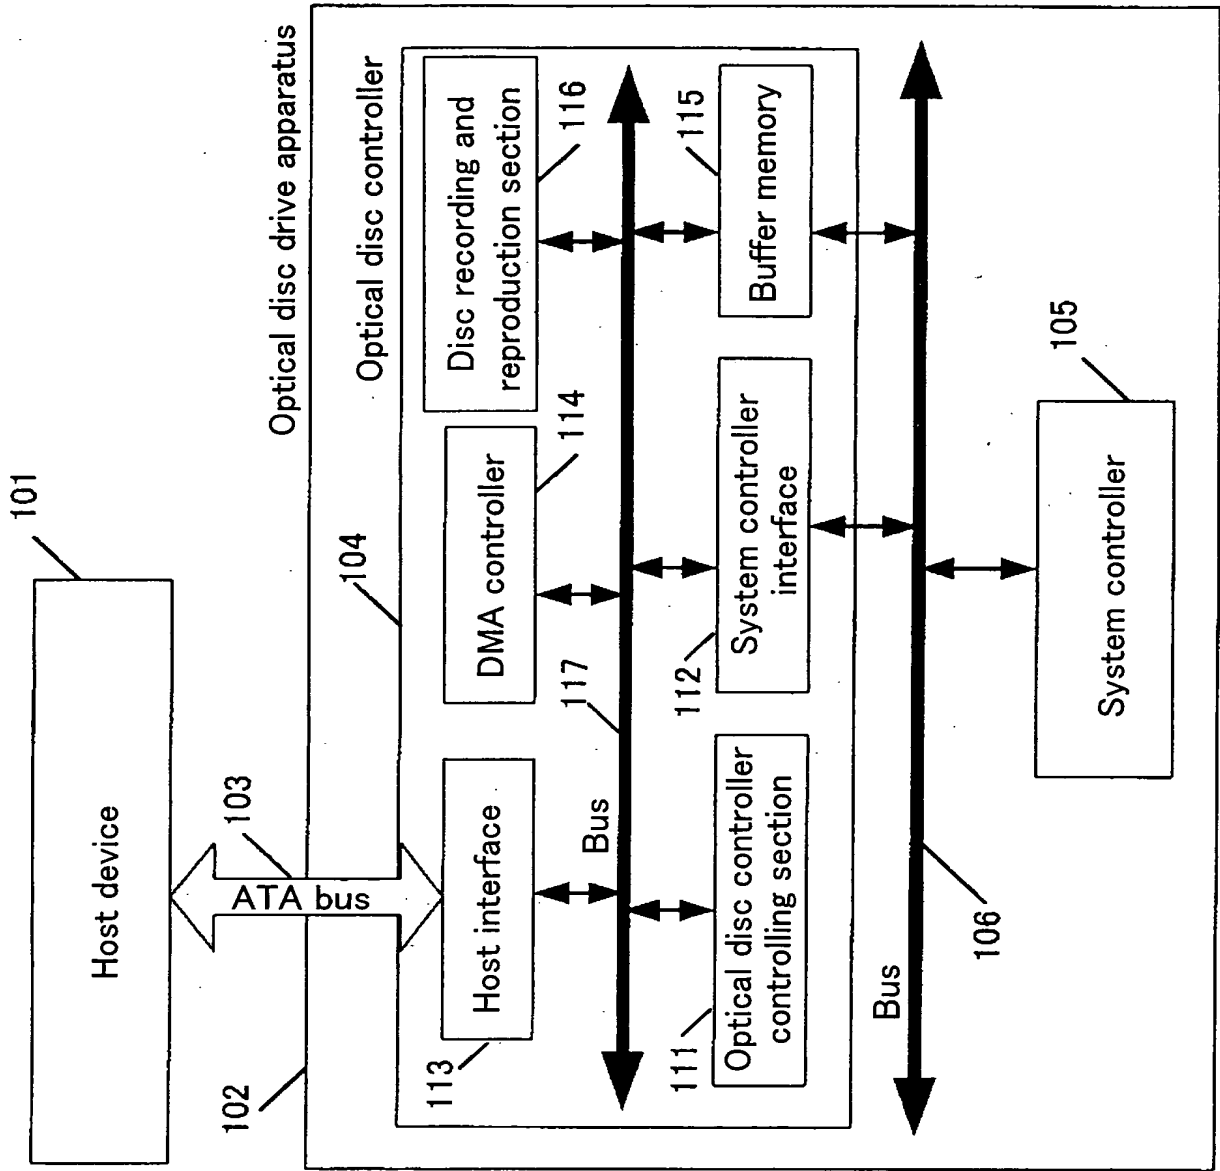 101
Host device
103
ATA bus
102
Optical disc drive apparatus
104
Optical disc controller
113
Host interface
DMA controller
114
Disc recording and
reproduction section
116
Bus
117
111
Optical disc controller
controlling section
112
System controller
interface
115
Buffer memory
Bus
106
105
System controller